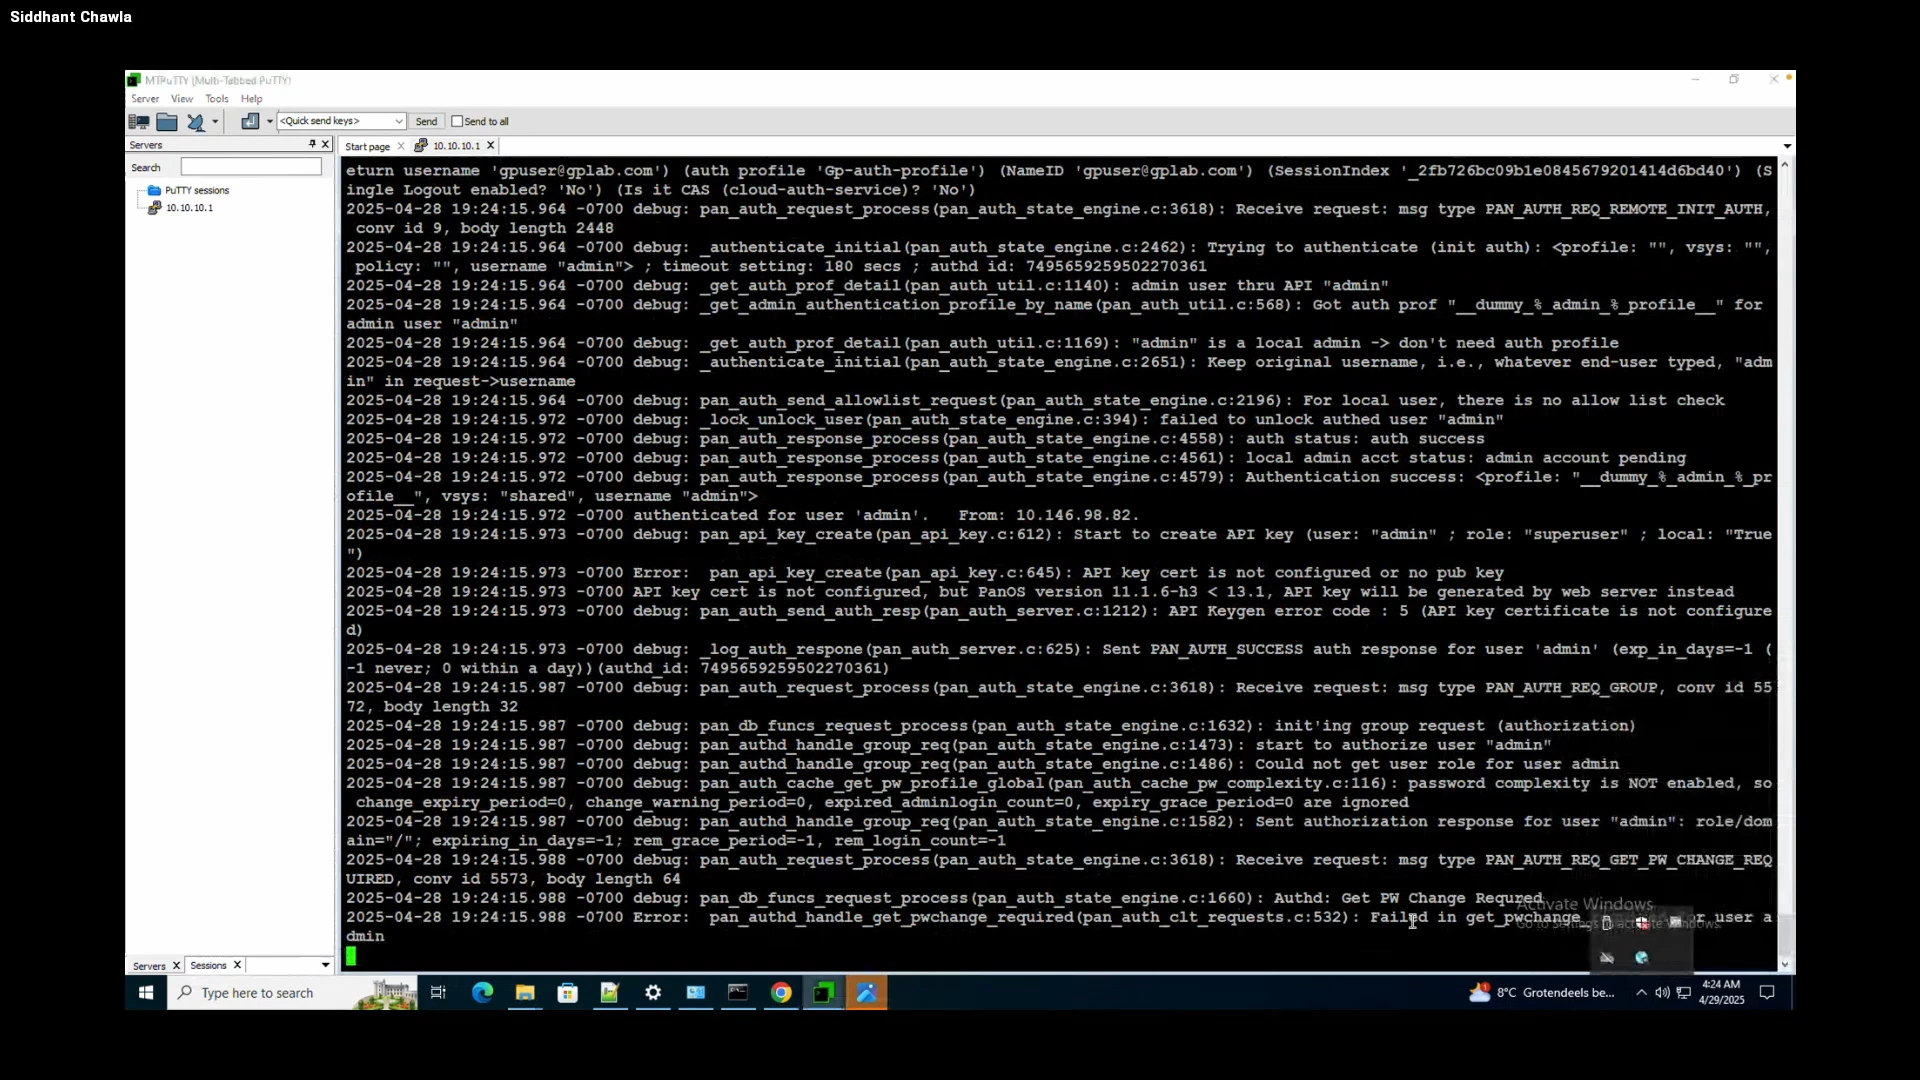 Siddhant Chawla
MTPuTTY (Multi-Tabbed PuTTY)
Server View Tools Help
<Quick send keys> Send Send to all
Servers
Start page 10.10.10.1
Search
PuTTY sessions
10.10.10.1
eturn username 'gpuser@gplab.com') (auth profile 'Gp-auth-profile') (NameID 'gpuser@gplab.com') (SessionIndex '_2fb726bc09b1e0845679201414d6bd40') (S
ingle Logout enabled? 'No') (Is it CAS (cloud-auth-service)? 'No')
2025-04-28 19:24:15.964 -0700 debug: pan_auth_request_process(pan_auth_state_engine.c:3618): Receive request: msg type PAN_AUTH_REQ_REMOTE_INIT_AUTH,
conv id 9, body length 2448
2025-04-28 19:24:15.964 -0700 debug: _authenticate_initial(pan_auth_state_engine.c:2462): Trying to authenticate (init auth): <profile: "", vsys: "",
policy: "", username "admin"> ; timeout setting: 180 secs ; authd id: 7495659259502270361
2025-04-28 19:24:15.964 -0700 debug: _get_auth_prof_detail(pan_auth_util.c:1140): admin user thru API "admin"
2025-04-28 19:24:15.964 -0700 debug: _get_admin_authentication_profile_by_name(pan_auth_util.c:568): Got auth prof "__dummy_%_admin_%_profile__" for
admin user "admin"
2025-04-28 19:24:15.964 -0700 debug: _get_auth_prof_detail(pan_auth_util.c:1169): "admin" is a local admin -> don't need auth profile
2025-04-28 19:24:15.964 -0700 debug: _authenticate_initial(pan_auth_state_engine.c:2651): Keep original username, i.e., whatever end-user typed, "adm
in" in request->username
2025-04-28 19:24:15.964 -0700 debug: pan_auth_send_allowlist_request(pan_auth_state_engine.c:2196): For local user, there is no allow list check
2025-04-28 19:24:15.972 -0700 debug: _lock_unlock_user(pan_auth_state_engine.c:394): failed to unlock authed user "admin"
2025-04-28 19:24:15.972 -0700 debug: pan_auth_response_process(pan_auth_state_engine.c:4558): auth status: auth success
2025-04-28 19:24:15.972 -0700 debug: pan_auth_response_process(pan_auth_state_engine.c:4561): local admin acct status: admin account pending
2025-04-28 19:24:15.972 -0700 debug: pan_auth_response_process(pan_auth_state_engine.c:4579): Authentication success: <profile: "__dummy_%_admin_%_pr
ofile__", vsys: "shared", username "admin">
2025-04-28 19:24:15.972 -0700 authenticated for user 'admin'. From: 10.146.98.82.
2025-04-28 19:24:15.973 -0700 debug: pan_api_key_create(pan_api_key.c:612): Start to create API key (user: "admin" ; role: "superuser" ; local: "True
")
2025-04-28 19:24:15.973 -0700 Error: pan_api_key_create(pan_api_key.c:645): API key cert is not configured or no pub key
2025-04-28 19:24:15.973 -0700 API key cert is not configured, but PanOS version 11.1.6-h3 < 13.1, API key will be generated by web server instead
2025-04-28 19:24:15.973 -0700 debug: pan_auth_send_auth_resp(pan_auth_server.c:1212): API Keygen error code : 5 (API key certificate is not configure
d)
2025-04-28 19:24:15.973 -0700 debug: _log_auth_respone(pan_auth_server.c:625): Sent PAN_AUTH_SUCCESS auth response for user 'admin' (exp_in_days=-1 (
-1 never; 0 within a day))(authd_id: 7495659259502270361)
2025-04-28 19:24:15.987 -0700 debug: pan_auth_request_process(pan_auth_state_engine.c:3618): Receive request: msg type PAN_AUTH_REQ_GROUP, conv id 55
72, body length 32
2025-04-28 19:24:15.987 -0700 debug: pan_db_funcs_request_process(pan_auth_state_engine.c:1632): init'ing group request (authorization)
2025-04-28 19:24:15.987 -0700 debug: pan_authd_handle_group_req(pan_auth_state_engine.c:1473): start to authorize user "admin"
2025-04-28 19:24:15.987 -0700 debug: pan_authd_handle_group_req(pan_auth_state_engine.c:1486): Could not get user role for user admin
2025-04-28 19:24:15.987 -0700 debug: pan_auth_cache_get_pw_profile_global(pan_auth_cache_pw_complexity.c:116): password complexity is NOT enabled, so
change_expiry_period=0, change_warning_period=0, expired_adminlogin_count=0, expiry_grace_period=0 are ignored
2025-04-28 19:24:15.987 -0700 debug: pan_authd_handle_group_req(pan_auth_state_engine.c:1582): Sent authorization response for user "admin": role/dom
ain="/"; expiring_in_days=-1; rem_grace_period=-1, rem_login_count=-1
2025-04-28 19:24:15.988 -0700 debug: pan_auth_request_process(pan_auth_state_engine.c:3618): Receive request: msg type PAN_AUTH_REQ_GET_PW_CHANGE_REQ
UIRED, conv id 5573, body length 64
2025-04-28 19:24:15.988 -0700 debug: pan_db_funcs_request_process(pan_auth_state_engine.c:1660): Authd: Get PW Change Requred
Activate Windows
2025-04-28 19:24:15.988 -0700 Error: pan_authd_handle_get_pwchange_required(pan_auth_clt_requests.c:532): Failed in get_pwchange user a
Go to Settings to activate Windows.
dmin
Servers Sessions
Type here to search
8°C Grotendeels be...
4:24 AM
4/29/2025